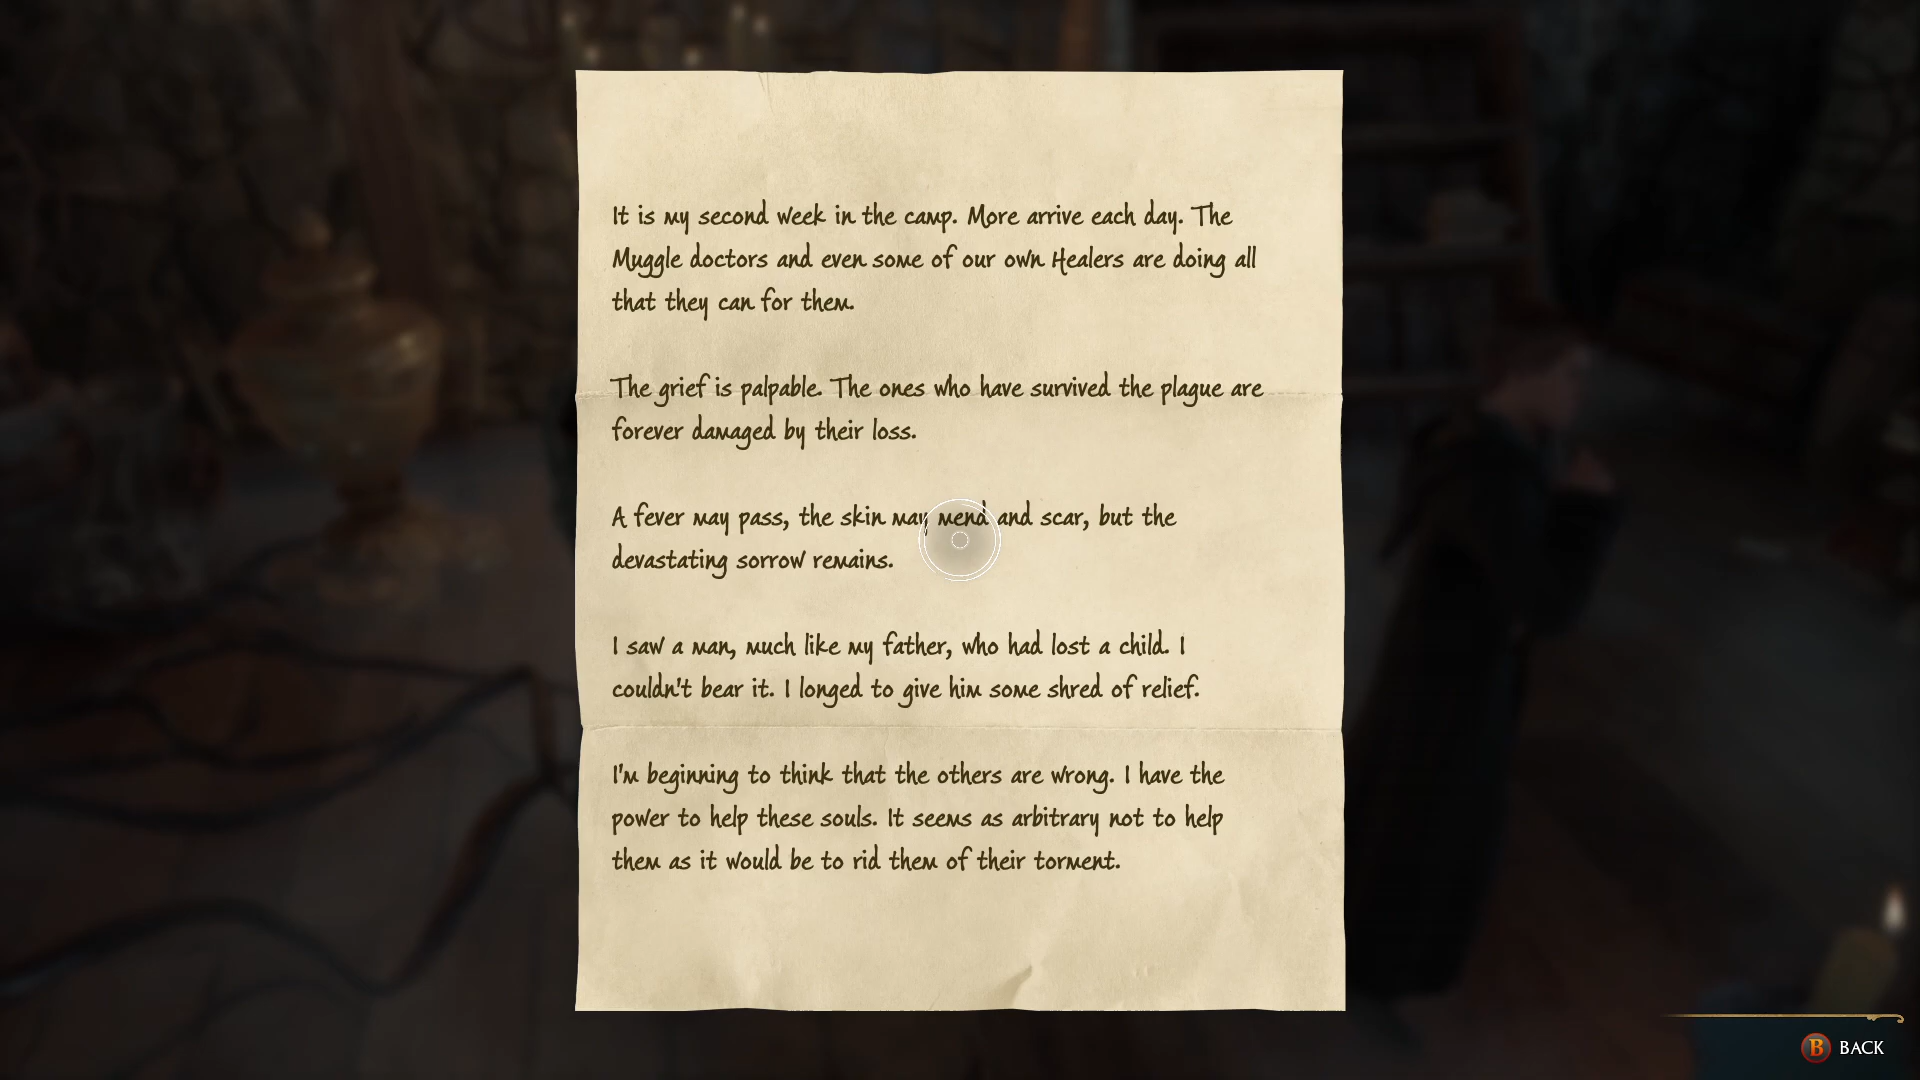 It is my second week in the camp. More arrive each day. The
Muggle doctors and even some of our own Healers are doing all
that they can for them.
The grief is palpable. The ones who have survived the plague are
forever damaged by their loss.
A fever may pass, the skin may mend and scar, but the
devastating sorrow remains.
I saw a man, much like my father, who had lost a child. I
couldn't bear it. I longed to give him some shred of relief.
I'm beginning to think that the others are wrong. I have the
power to help these souls. It seems as arbitrary not to help
them as it would be to rid them of their torment.
B BACK